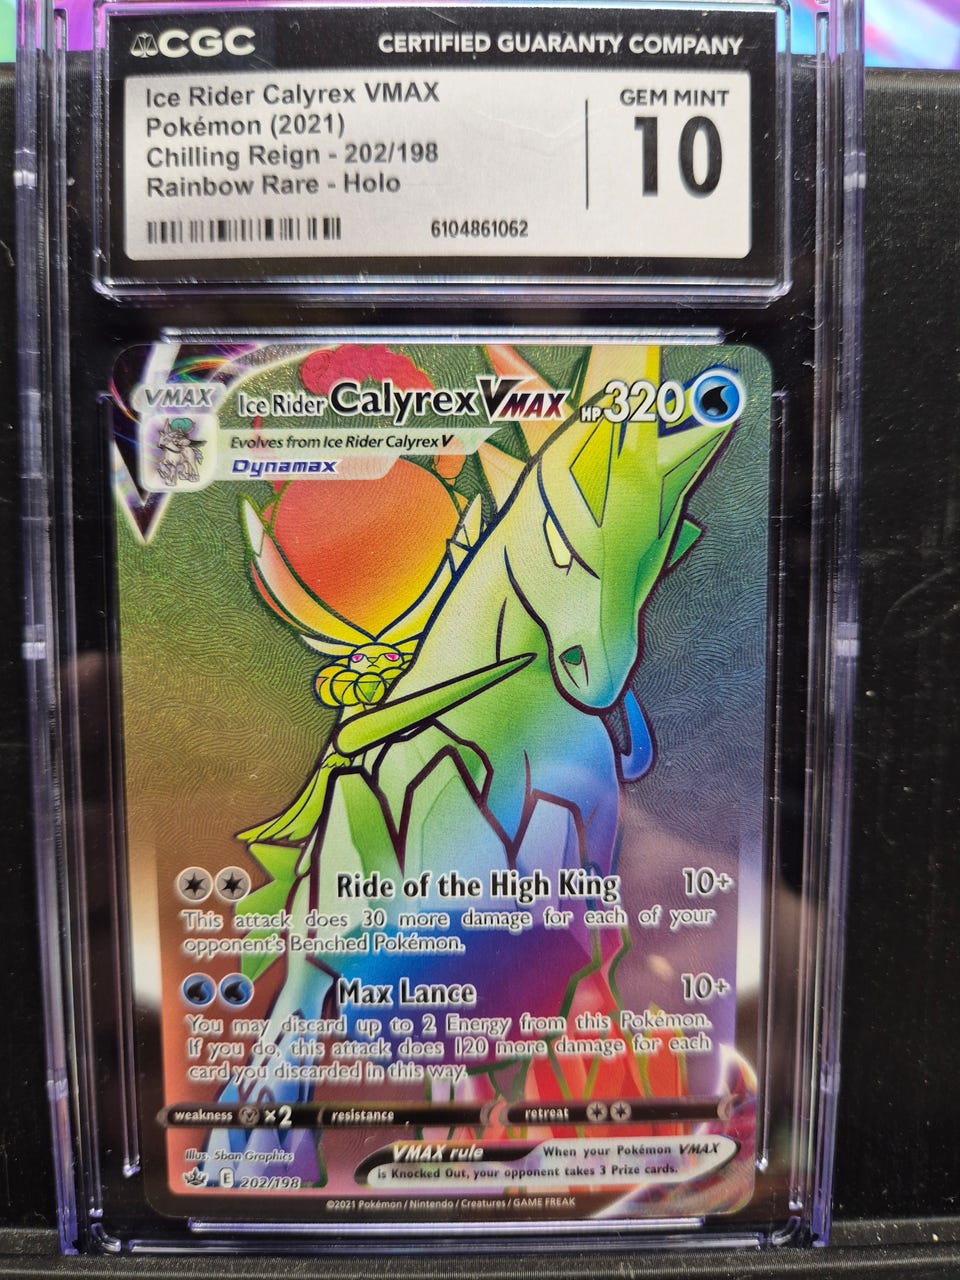 CGC
CERTIFIED GUARANTY COMPANY
Ice Rider Calyrex VMAX
Pokémon (2021)
Chilling Reign - 202/198
Rainbow Rare - Holo
GEM MINT
10
6104861062
VMAX
Ice Rider Calyrex VMAX HP 320
Evolves from Ice Rider Calyrex V
Dynamax
Ride of the High King 10+
This attack does 30 more damage for each of your
opponent's Benched Pokémon.
Max Lance 10+
You may discard up to 2 Energy from this Pokémon.
If you do, this attack does 120 more damage for each
card you discarded in this way.
weakness ×2 resistance retreat
Illus. 5ban Graphics
VMAX rule When your Pokémon VMAX
is Knocked Out, your opponent takes 3 Prize cards.
E 202/198
©2021 Pokémon / Nintendo / Creatures / GAME FREAK